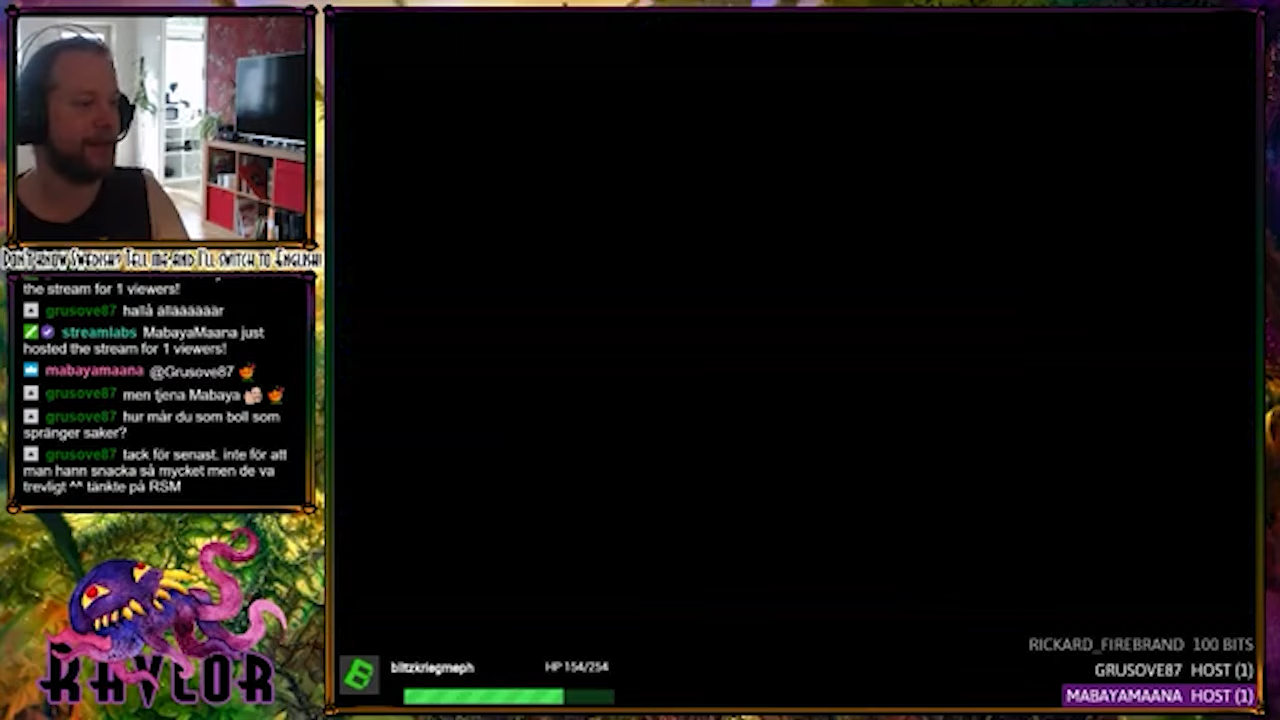 Don't know Swedish? Tell me and I'll switch to English!
the stream for 1 viewers!
grusove87 hallå allaaaaaar
streamlabs MabayaMaana just
hosted the stream for 1 viewers!
mabayamaana @Grusove87
grusove87 men tjena Mabaya
grusove87 hur mår du som boll som
spränger saker?
grusove87 tack för senast. inte för att
man hann snacka så mycket men de va
trevligt ^^ tänkte på RSM
KAYLOR
blitzkriegmeph HP 154/254
RICKARD_FIREBRAND 100 BITS
GRUSOVE87 HOST (1)
MABAYAMAANA HOST (1)